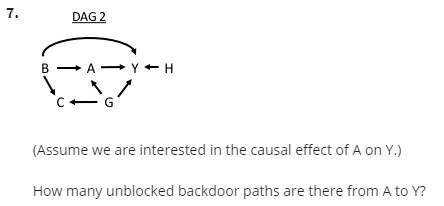 7.
DAG 2
B A Y H
C G
(Assume we are interested in the causal effect of A on Y.)
How many unblocked backdoor paths are there from A to Y?